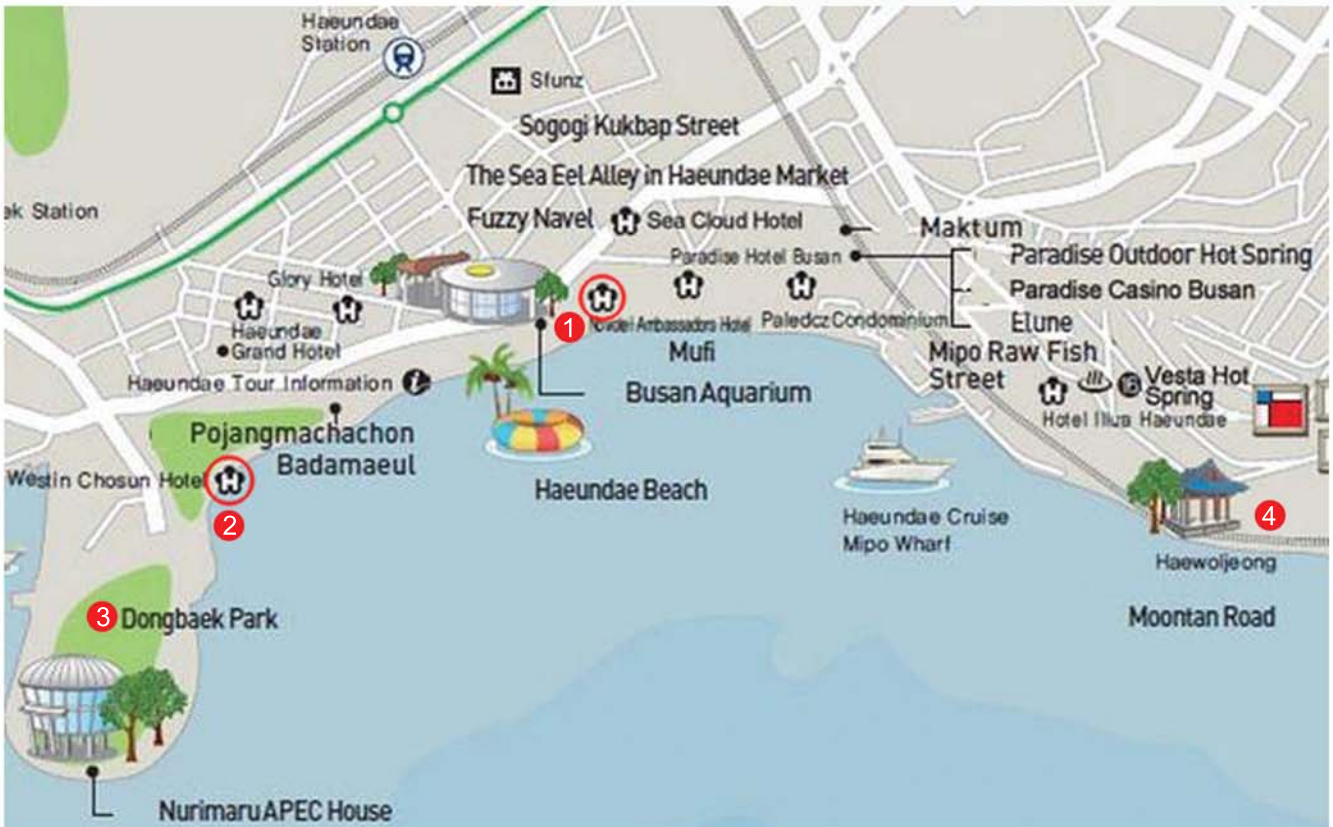 Haeundae
Station
Sfunz
Sogogi Kukbap Street
The Sea Eel Alley in Haeundae Market
ek Station
Fuzzy Navel
Sea Cloud Hotel
Maktum
Paradise Hotel Busan
Paradise Outdoor Hot Spring
Paradise Casino Busan
Elune
Glory Hotel
Haeundae
Grand Hotel
1
Ambassadora Hotel
Paledcz Condominium
Mufi
Busan Aquarium
Mipo Raw Fish
Street
Vesta Hot
Spring
Hotel Illua Haeundae
Haeundae Tour Information
Pojangmachachon
Badamaeul
Westin Chosun Hotel
2
Haeundae Beach
Haeundae Cruise
Mipo Wharf
4
Haewoljeong
Moontan Road
3
Dongbaek Park
Nurimaru APEC House